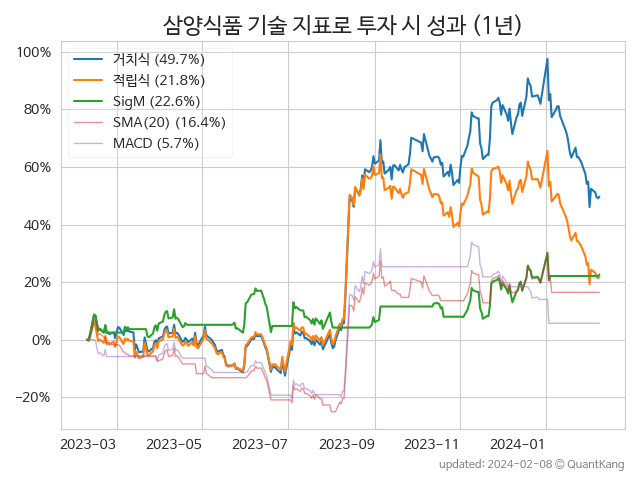 삼양식품 기술 지표로 투자 시 성과 (1년)
100%
80%
60%
40%
20%
0%
−20%
거치식 (49.7%)
적립식 (21.8%)
SigM (22.6%)
SMA(20) (16.4%)
MACD (5.7%)
2023-03 2023-05 2023-07 2023-09 2023-11 2024-01
updated: 2024-02-08 © QuantKang